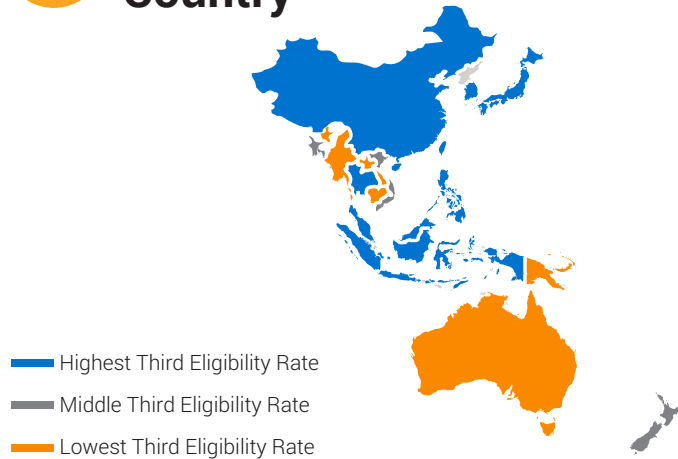 Country
Highest Third Eligibility Rate
Middle Third Eligibility Rate
Lowest Third Eligibility Rate